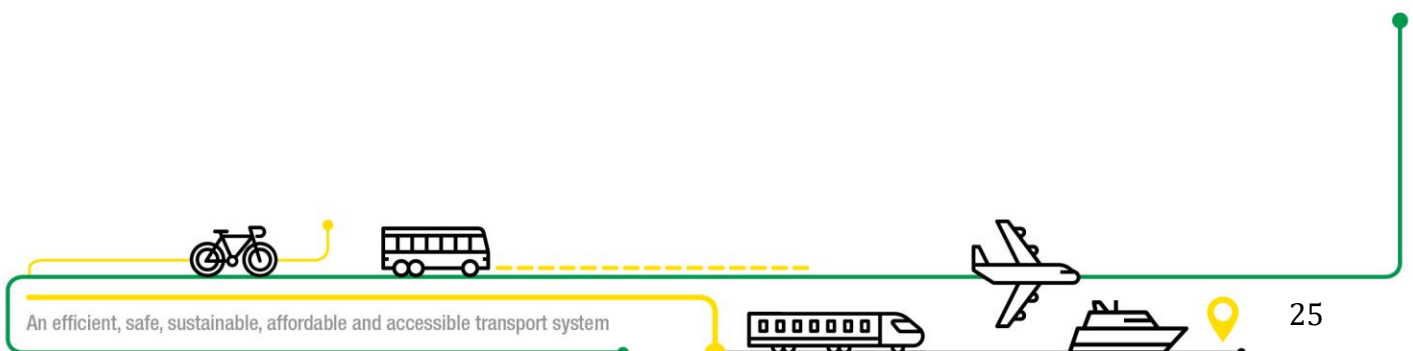 An efficient, safe, sustainable, affordable and accessible transport system
25